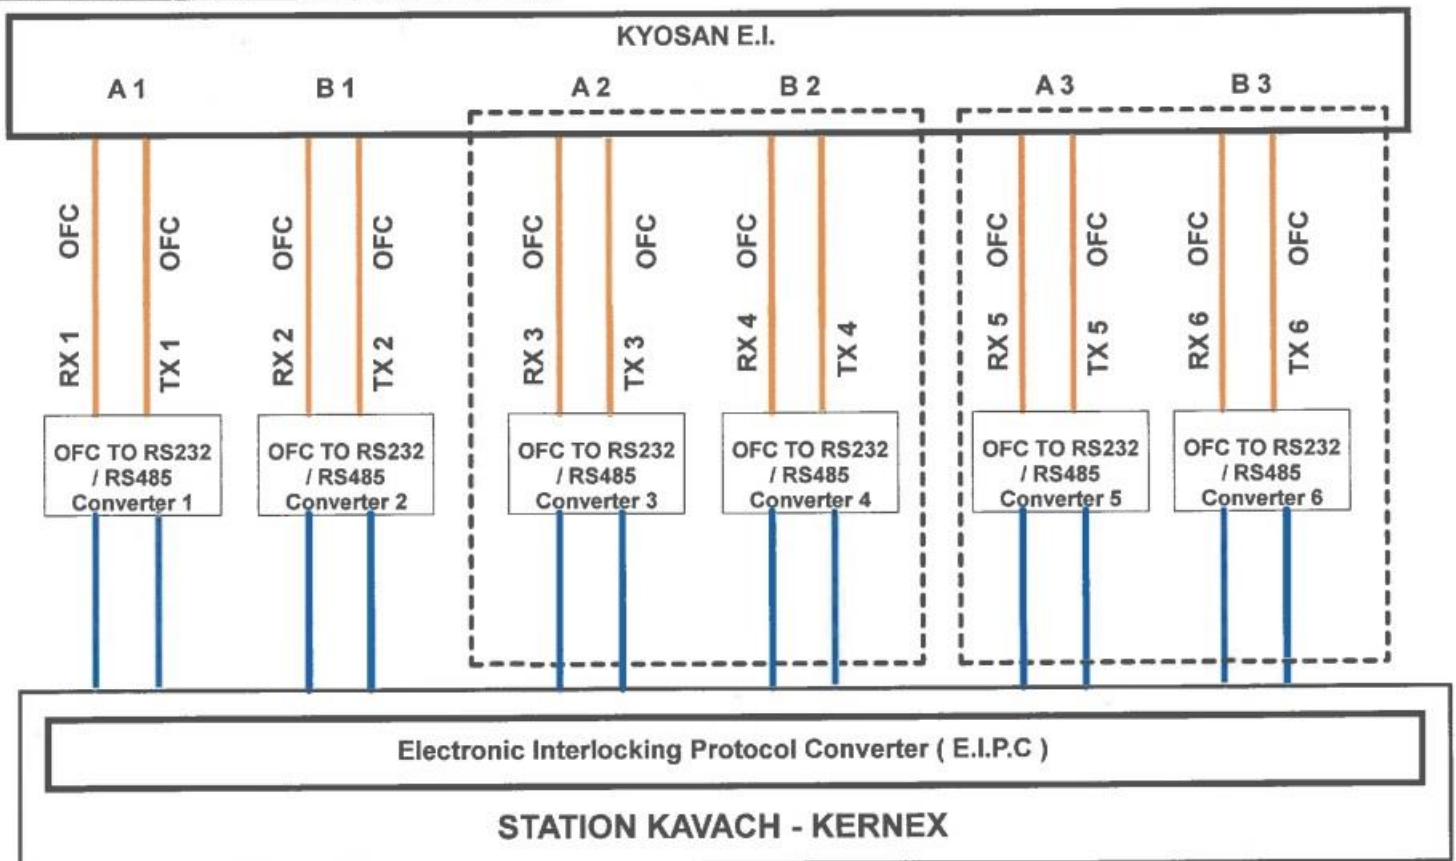 KYOSAN E.I.
A 1
B 1
A 2
B 2
A 3
B 3
OFC
OFC
OFC
OFC
OFC
OFC
OFC
OFC
OFC
OFC
OFC
OFC
RX 1
TX 1
RX 2
TX 2
RX 3
TX 3
RX 4
TX 4
RX 5
TX 5
RX 6
TX 6
OFC TO RS232
/ RS485
Converter 1
OFC TO RS232
/ RS485
Converter 2
OFC TO RS232
/ RS485
Converter 3
OFC TO RS232
/ RS485
Converter 4
OFC TO RS232
/ RS485
Converter 5
OFC TO RS232
/ RS485
Converter 6
Electronic Interlocking Protocol Converter ( E.I.P.C )
STATION KAVACH - KERNEX